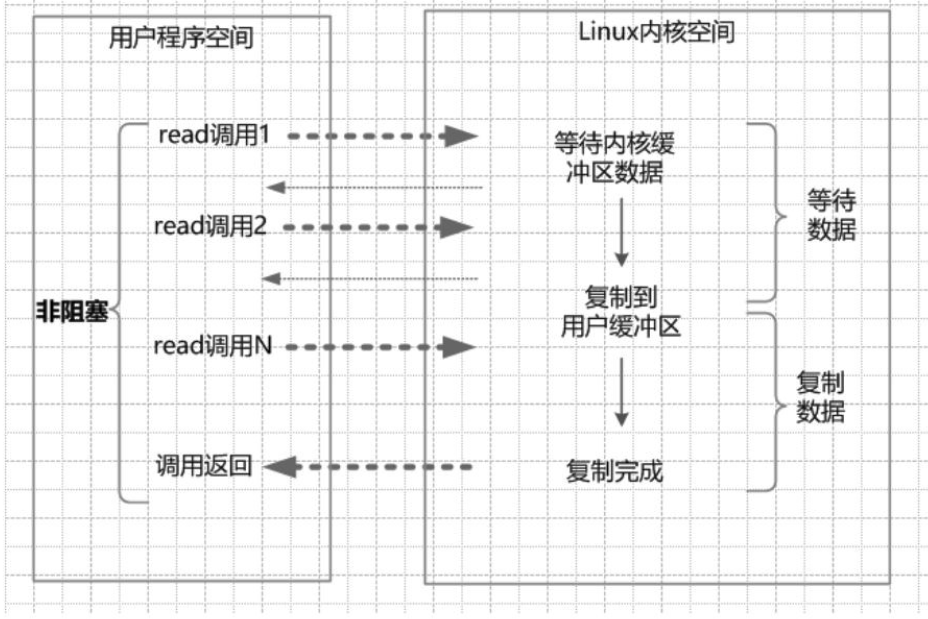 用户程序空间
Linux内核空间
read调用1
等待内核缓
冲区数据
等待
数据
read调用2
复制到
用户缓冲区
非阻塞
read调用N
复制
数据
调用返回
复制完成